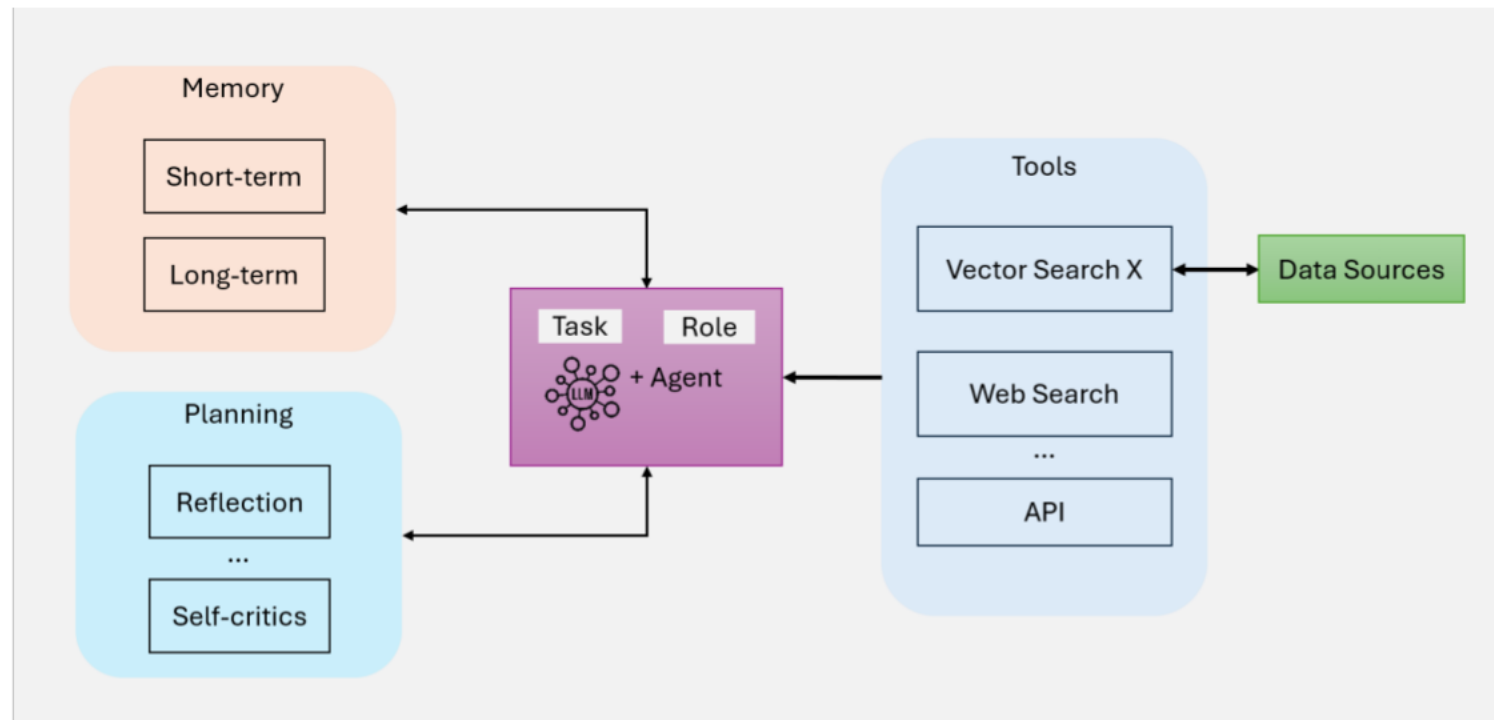 Memory
Short-term
Long-term
Planning
Reflection
...
Self-critics
Task Role
LLM + Agent
Tools
Vector Search X
Web Search
...
API
Data Sources